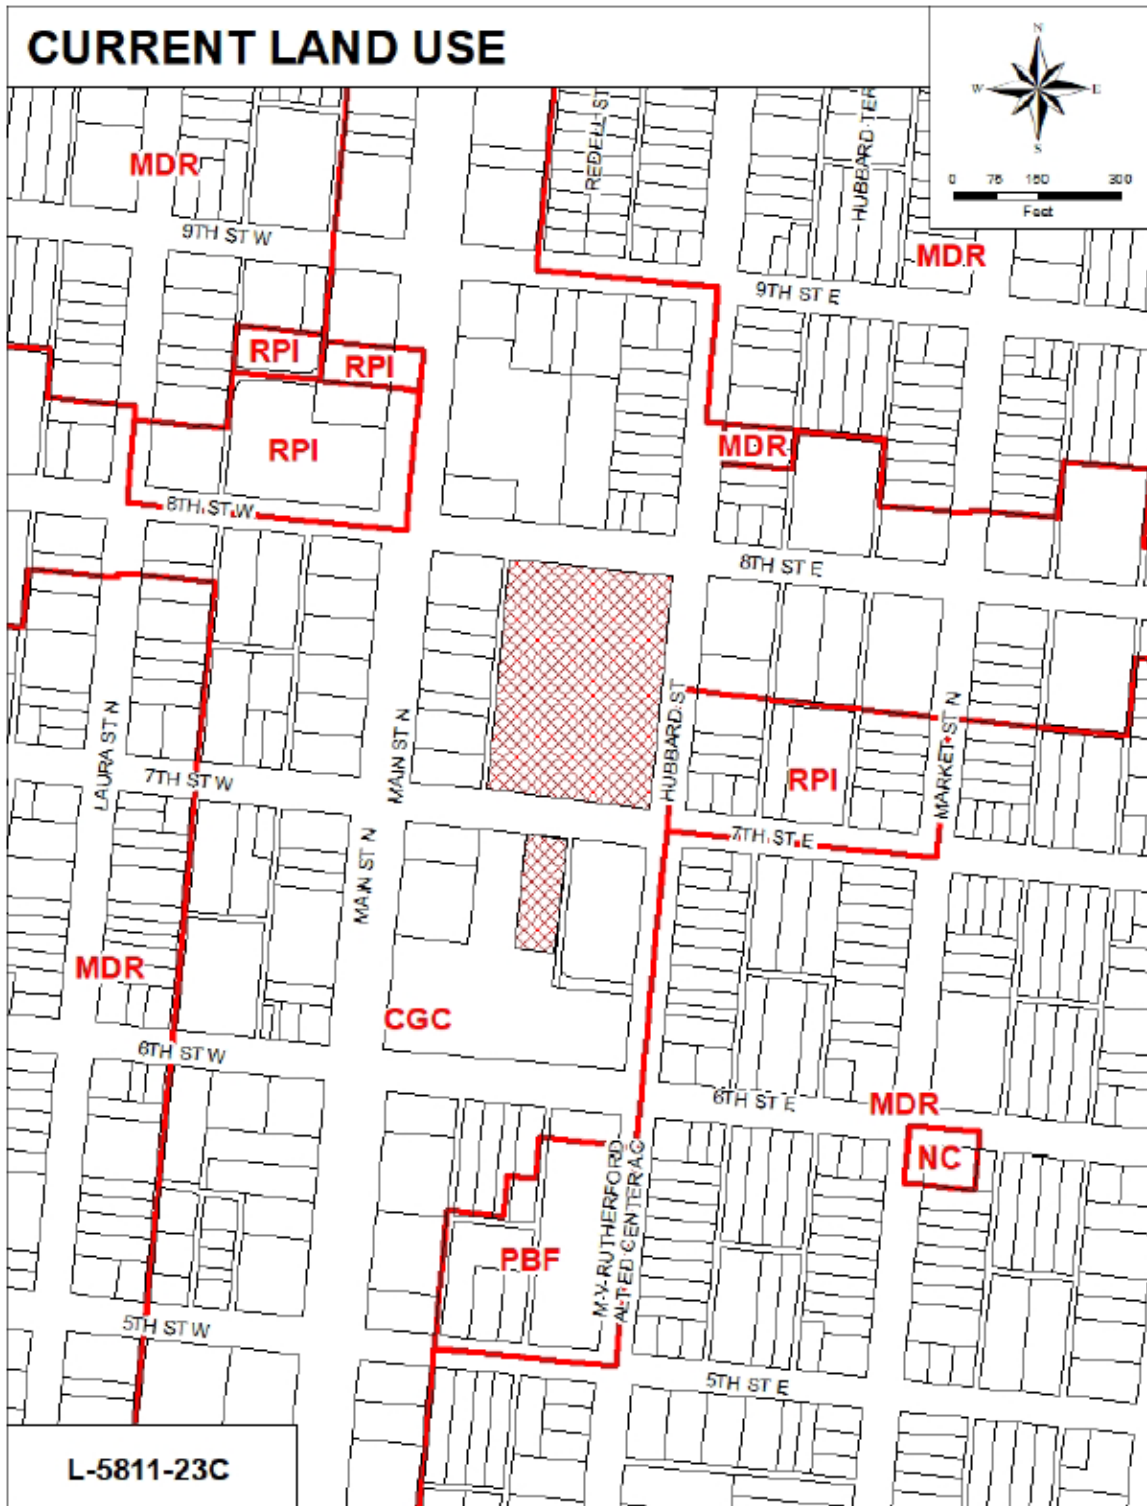 CURRENT LAND USE
N
W E
S
0 75 150 300
Feet
MDR
REDELL ST
HUBBARD TER
9TH ST W
MDR
9TH ST E
RPI
RPI
MDR
RPI
8TH ST W
8TH ST E
LAURA ST N
MAIN ST N
HUBBARD ST
MARKET ST N
7TH ST W
RPI
7TH ST E
MAIN ST N
MDR
CGC
6TH ST W
6TH ST E
MDR
NC
M V RUTHERFORD
ALT ED CENTER AC
PBF
5TH ST W
5TH ST E
L-5811-23C